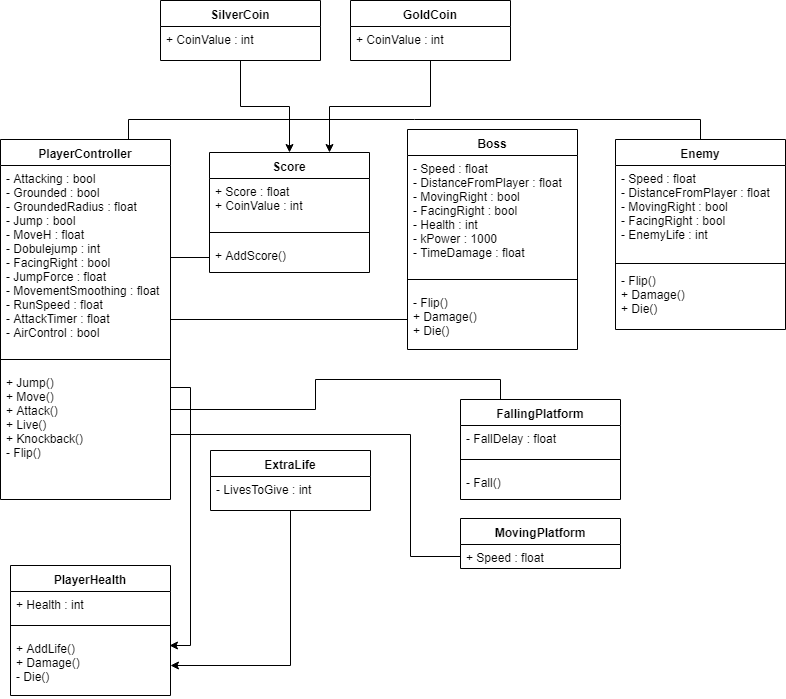 SilverCoin
+ CoinValue : int
GoldCoin
+ CoinValue : int
PlayerController
- Attacking : bool
- Grounded : bool
- GroundedRadius : float
- Jump : bool
- MoveH : float
- Dobulejump : int
- FacingRight : bool
- JumpForce : float
- MovementSmoothing : float
- RunSpeed : float
- AttackTimer : float
- AirControl : bool
+ Jump()
+ Move()
+ Attack()
+ Live()
+ Knockback()
- Flip()
Score
+ Score : float
+ CoinValue : int
+ AddScore()
Boss
- Speed : float
- DistanceFromPlayer : float
- MovingRight : bool
- FacingRight : bool
- Health : int
- kPower : 1000
- TimeDamage : float
- Flip()
+ Damage()
+ Die()
Enemy
- Speed : float
- DistanceFromPlayer : float
- MovingRight : bool
- FacingRight : bool
- EnemyLife : int
- Flip()
+ Damage()
+ Die()
FallingPlatform
- FallDelay : float
- Fall()
ExtraLife
- LivesToGive : int
MovingPlatform
+ Speed : float
PlayerHealth
+ Health : int
+ AddLife()
+ Damage()
- Die()